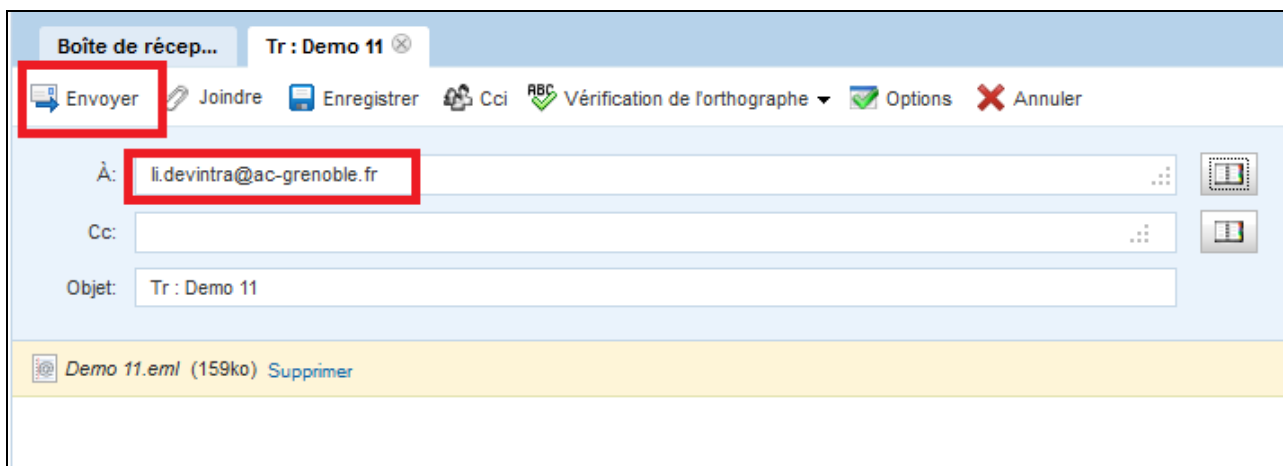 Boîte de récep... Tr : Demo 11
Envoyer Joindre Enregistrer Cci ABC Vérification de l'orthographe Options Annuler
À: li.devintra@ac-grenoble.fr
Cc:
Objet: Tr : Demo 11
Demo 11.eml (159ko) Supprimer